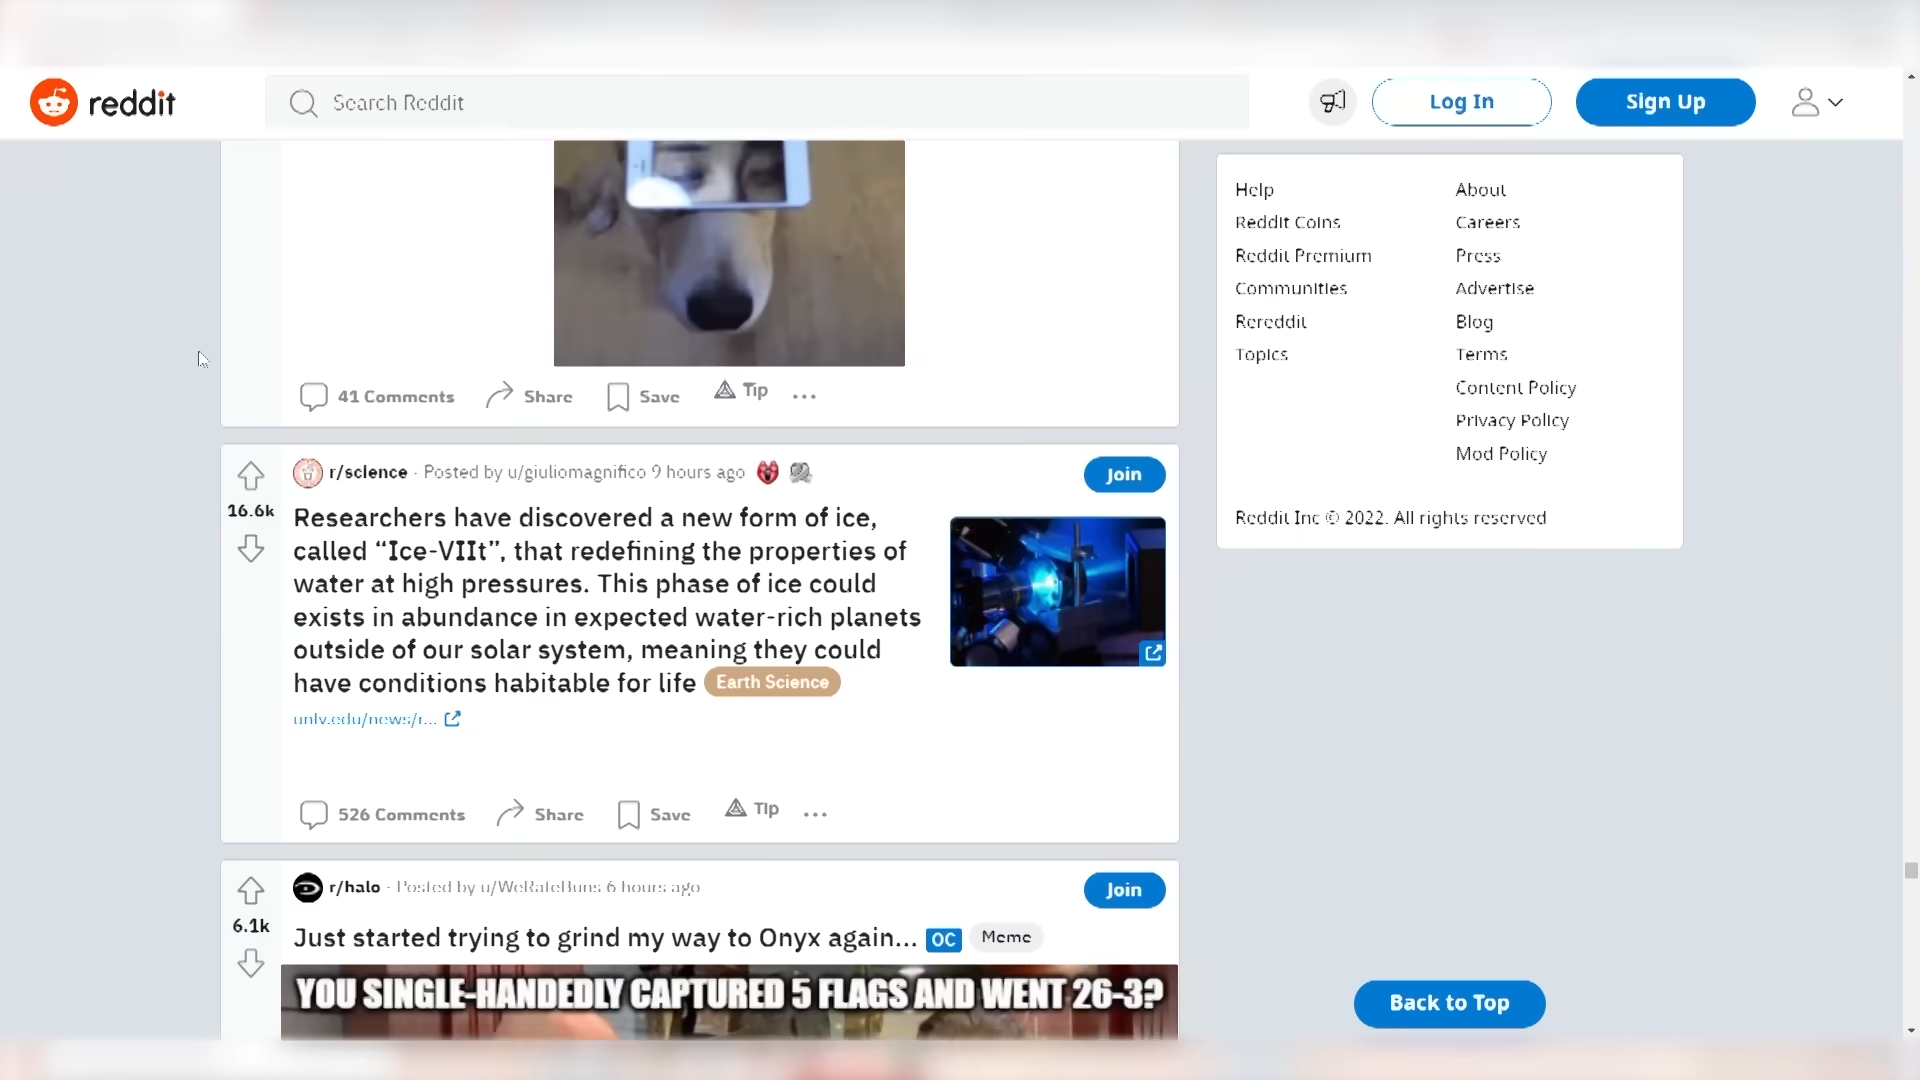 reddit
Search Reddit
Log In
Sign Up
41 Comments
Share
Save
Tip
r/science · Posted by u/giuliomagnifico 9 hours ago
Join
16.6k
Researchers have discovered a new form of ice,
called “Ice-VIIt”, that redefining the properties of
water at high pressures. This phase of ice could
exists in abundance in expected water-rich planets
outside of our solar system, meaning they could
have conditions habitable for life
Earth Science
unlv.edu/news/r...
526 Comments
Share
Save
Tip
r/halo · Posted by u/WeRateBuns 6 hours ago
Join
6.1k
Just started trying to grind my way to Onyx again...
OC
Meme
YOU SINGLE-HANDEDLY CAPTURED 5 FLAGS AND WENT 26-3?
Help
Reddit Coins
Reddit Premium
Communities
Rereddit
Topics
About
Careers
Press
Advertise
Blog
Terms
Content Policy
Privacy Policy
Mod Policy
Reddit Inc © 2022. All rights reserved
Back to Top